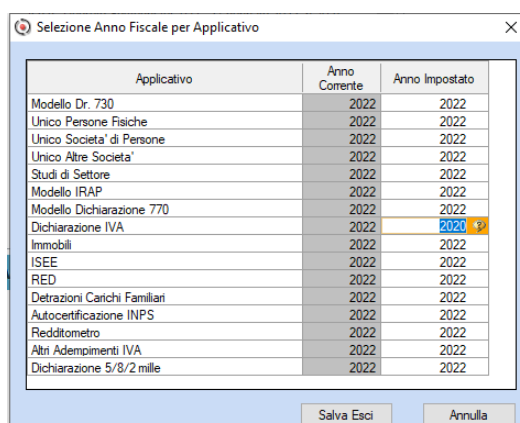 Selezione Anno Fiscale per Applicativo
Applicativo Anno Corrente Anno Impostato
Modello Dr. 730 2022 2022
Unico Persone Fisiche 2022 2022
Unico Societa' di Persone 2022 2022
Unico Altre Societa' 2022 2022
Studi di Settore 2022 2022
Modello IRAP 2022 2022
Modello Dichiarazione 770 2022 2022
Dichiarazione IVA 2022 2020
Immobili 2022 2022
ISEE 2022 2022
RED 2022 2022
Detrazioni Carichi Familiari 2022 2022
Autocertificazione INPS 2022 2022
Redditometro 2022 2022
Altri Adempimenti IVA 2022 2022
Dichiarazione 5/8/2 mille 2022 2022
Salva Esci Annulla